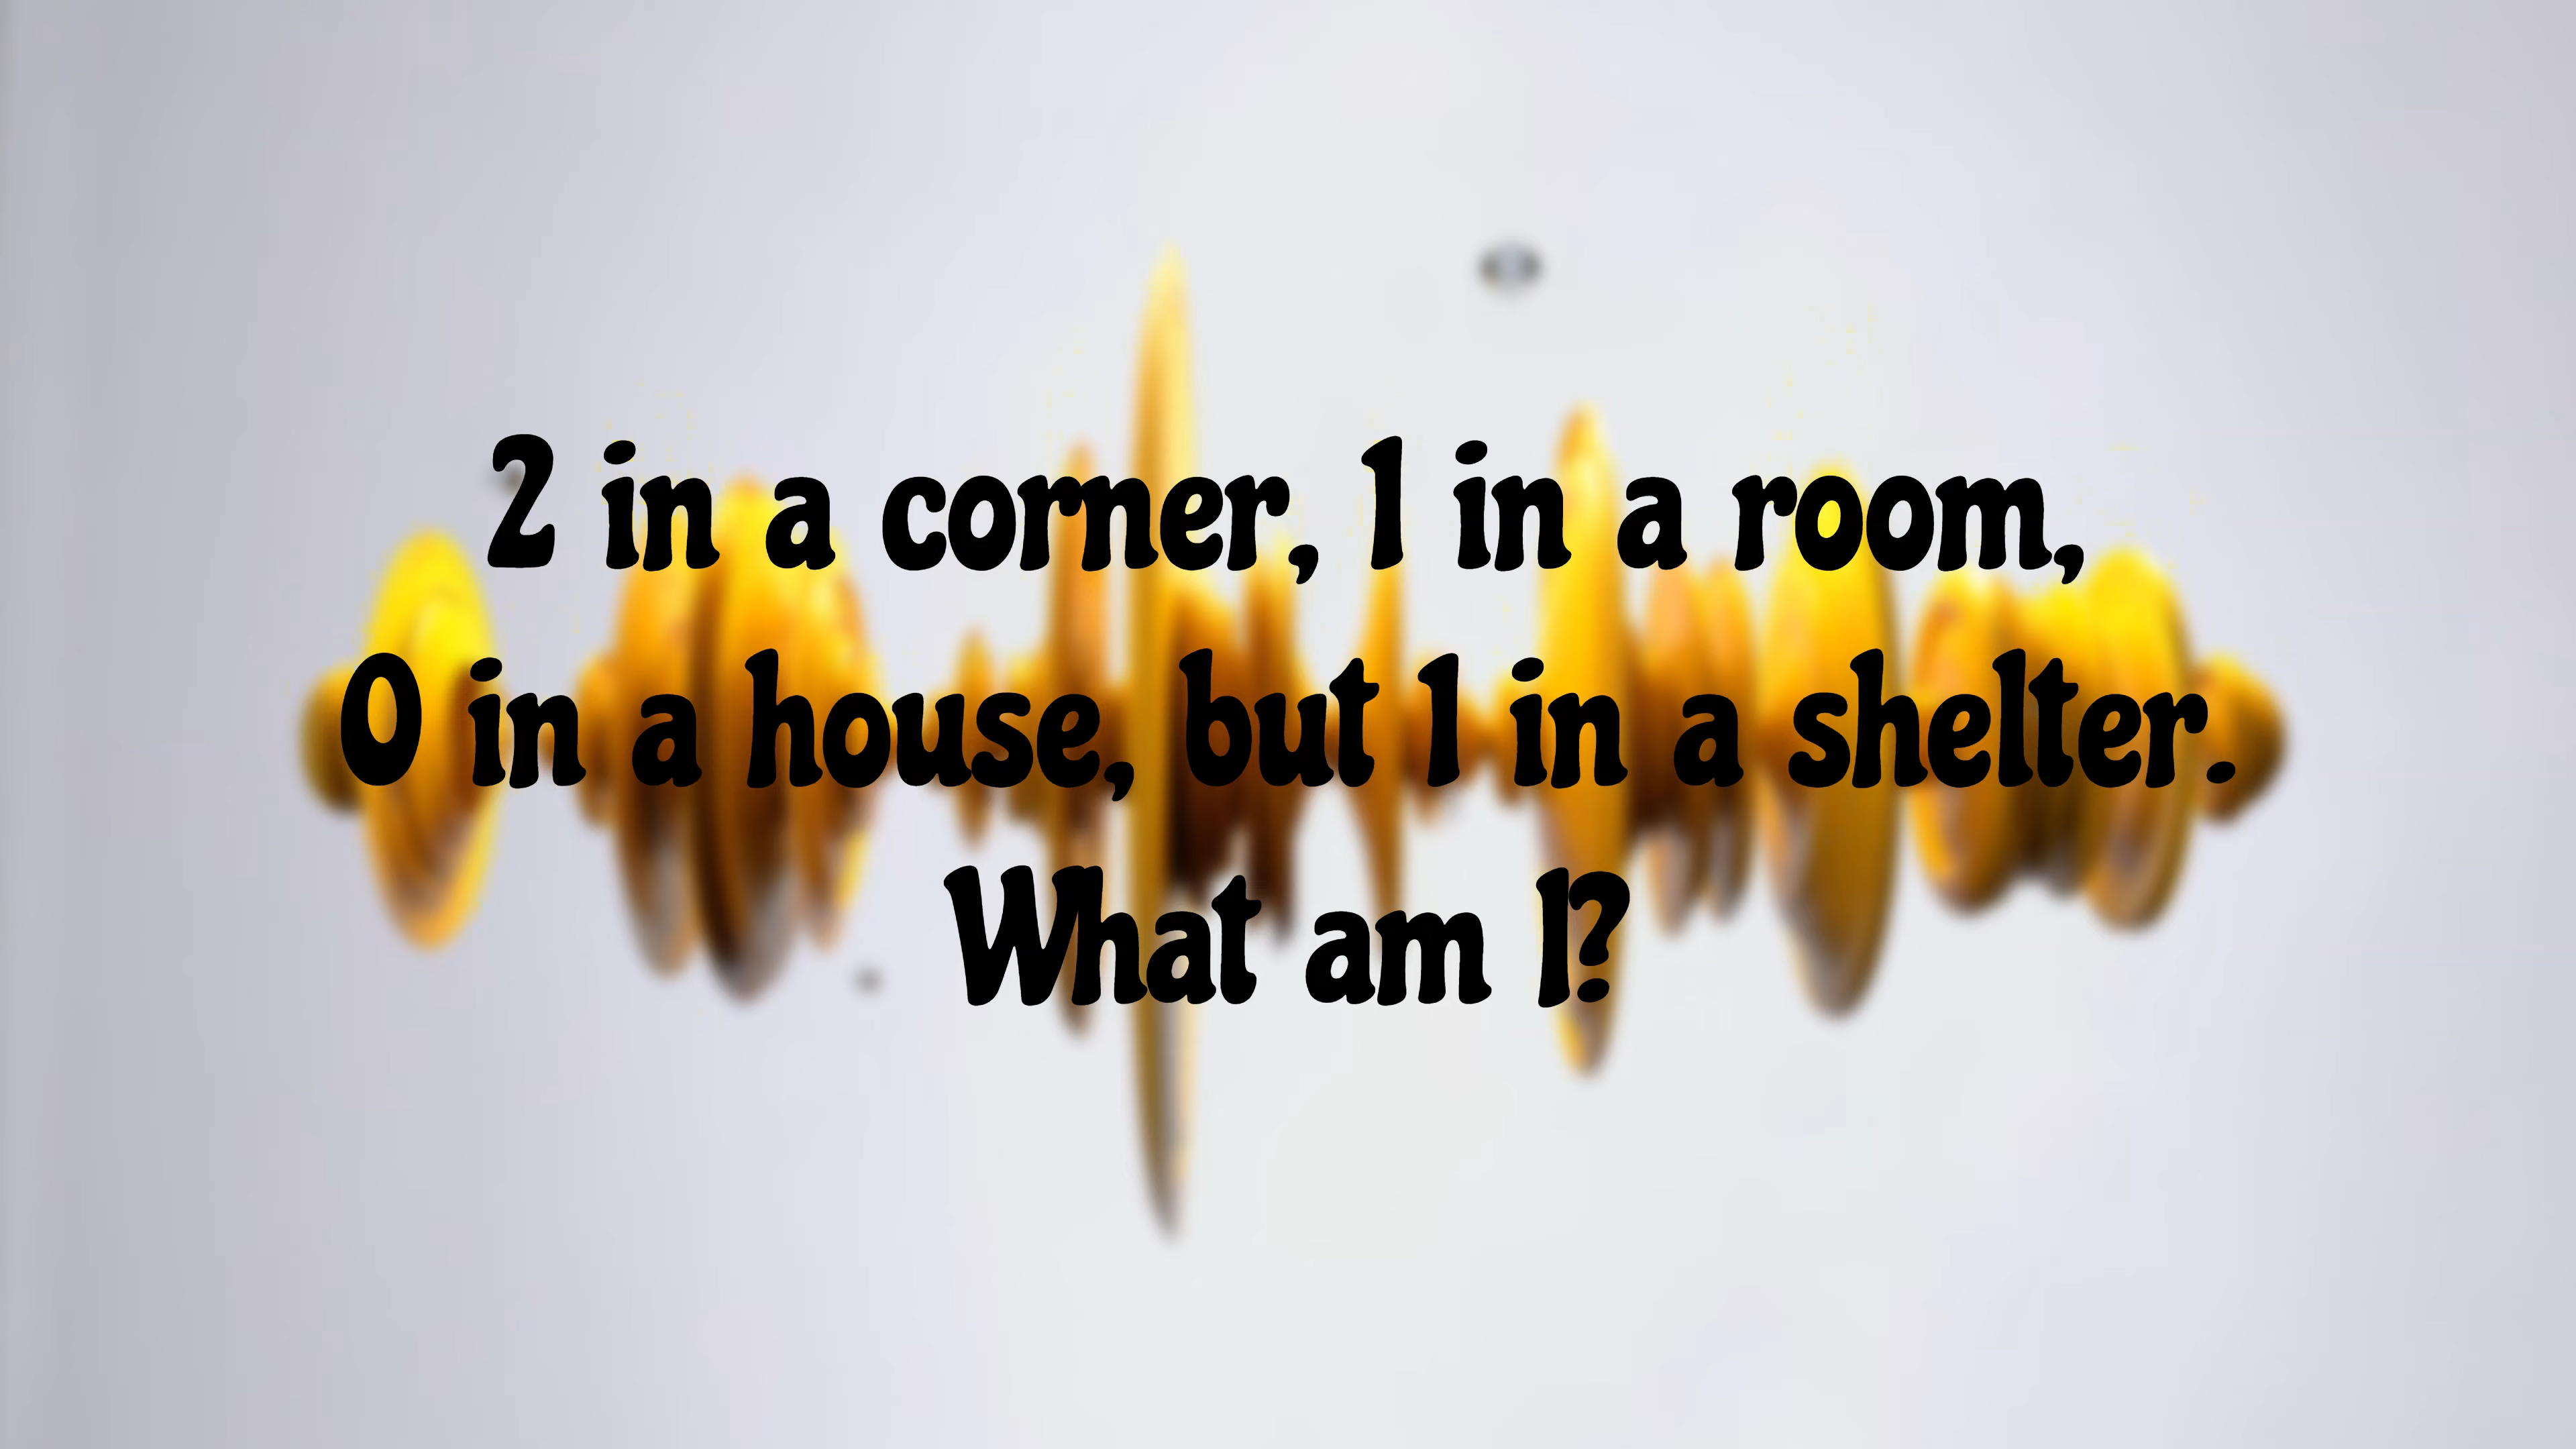 2 in a corner, 1 in a room,
0 in a house, but 1 in a shelter.
What am I?